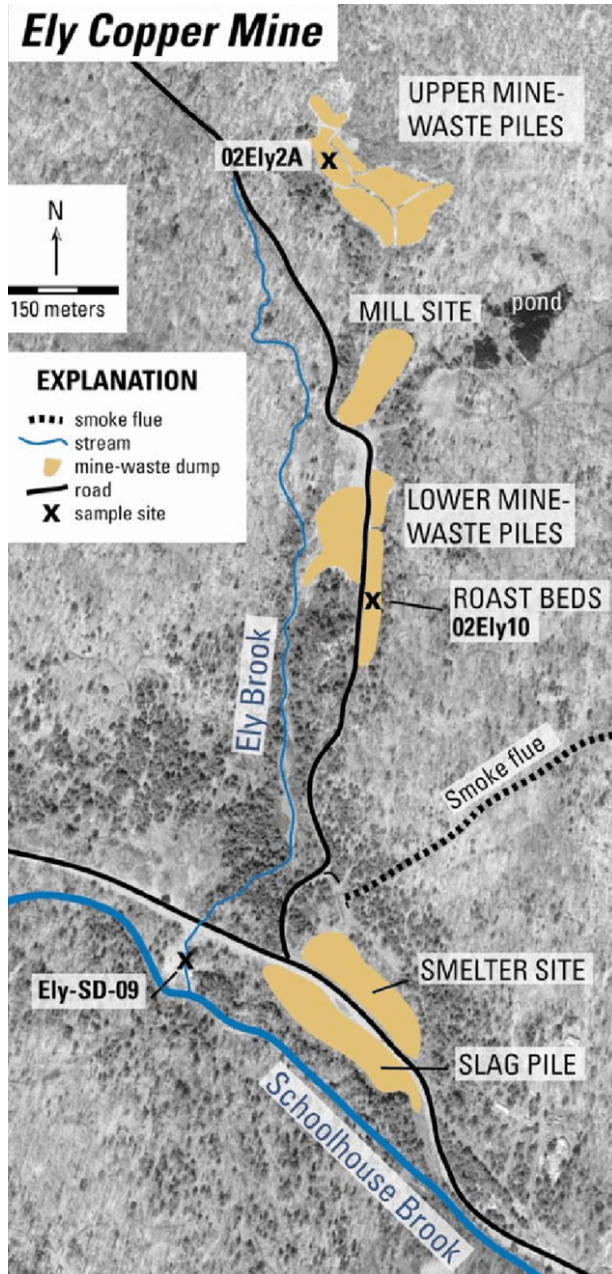 Ely Copper Mine
UPPER MINE-
WASTE PILES
02Ely2A
X
N
150 meters
MILL SITE
pond
EXPLANATION
smoke flue
stream
mine-waste dump
road
X sample site
LOWER MINE-
WASTE PILES
X
ROAST BEDS
02Ely10
Ely Brook
Smoke flue
X
Ely-SD-09
SMELTER SITE
SLAG PILE
Schoolhouse Brook